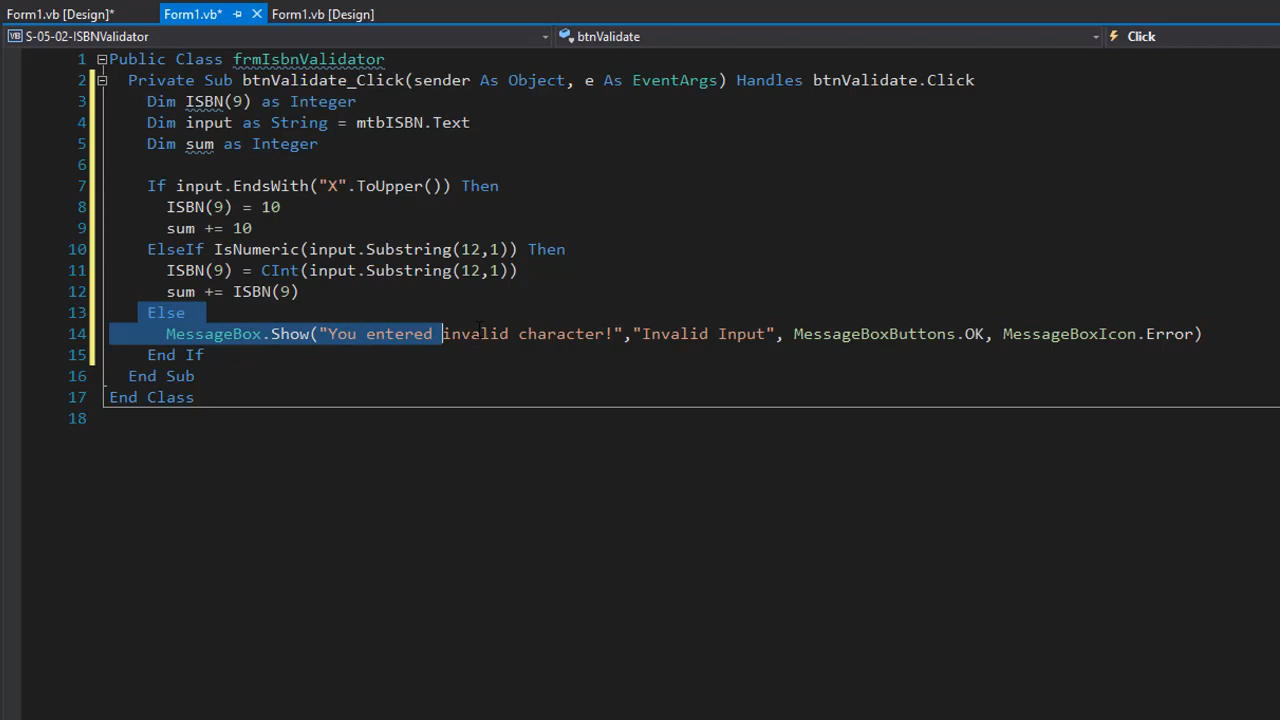 Form1.vb [Design]* Form1.vb* Form1.vb [Design]
VB S-05-02-ISBNValidator btnValidate Click
1 Public Class frmIsbnValidator
2 Private Sub btnValidate_Click(sender As Object, e As EventArgs) Handles btnValidate.Click
3 Dim ISBN(9) as Integer
4 Dim input as String = mtbISBN.Text
5 Dim sum as Integer
6
7 If input.EndsWith("X".ToUpper()) Then
8 ISBN(9) = 10
9 sum += 10
10 ElseIf IsNumeric(input.Substring(12,1)) Then
11 ISBN(9) = CInt(input.Substring(12,1))
12 sum += ISBN(9)
13 Else
14 MessageBox.Show("You entered invalid character!","Invalid Input", MessageBoxButtons.OK, MessageBoxIcon.Error)
15 End If
16 End Sub
17 End Class
18